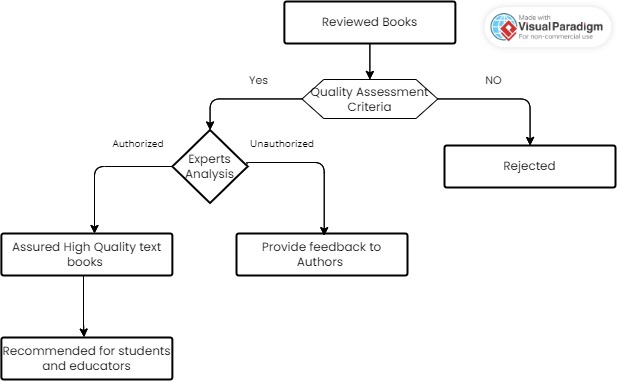 Reviewed Books
Made with
Visual Paradigm
For non-commercial use
Yes
Quality Assessment
Criteria
NO
Authorized
Experts
Analysis
Unauthorized
Rejected
Assured High Quality text
books
Provide feedback to
Authors
Recommended for students
and educators